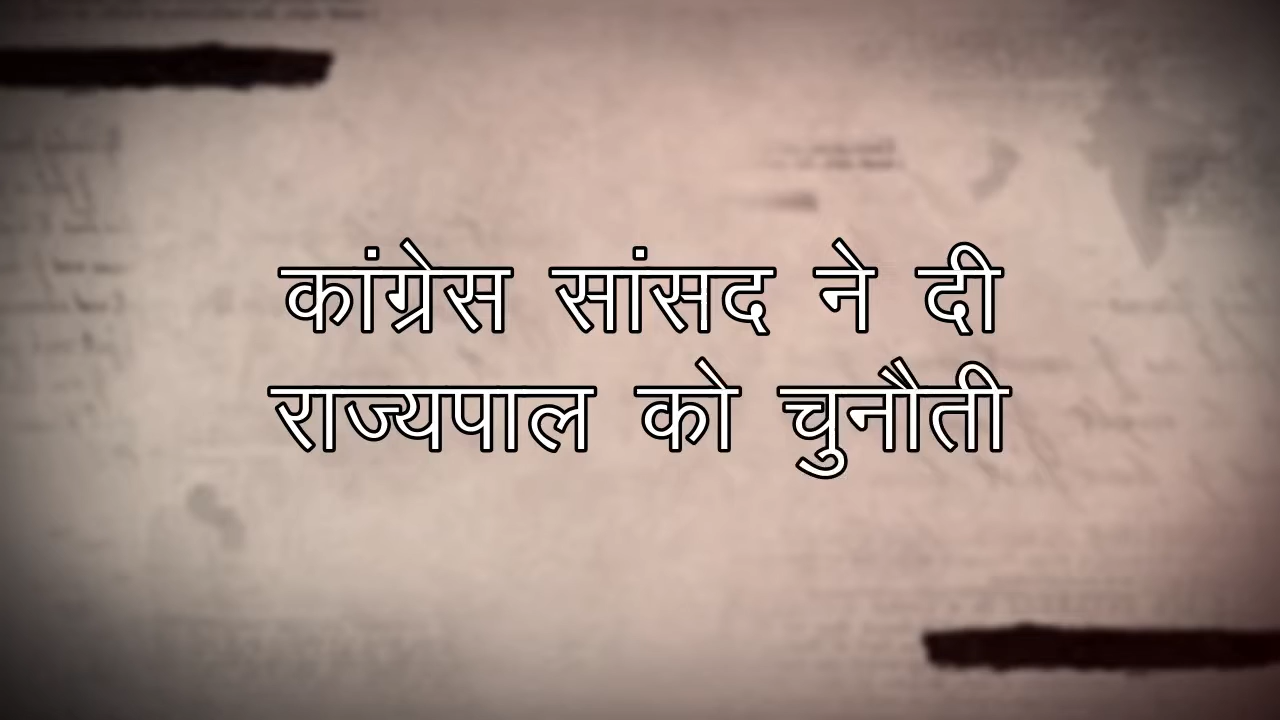 कांग्रेस सांसद ने दी
राज्यपाल को चुनौती